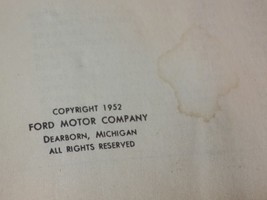 COPYRIGHT 1952
FORD MOTOR COMPANY
DEARBORN, MICHIGAN
ALL RIGHTS RESERVED